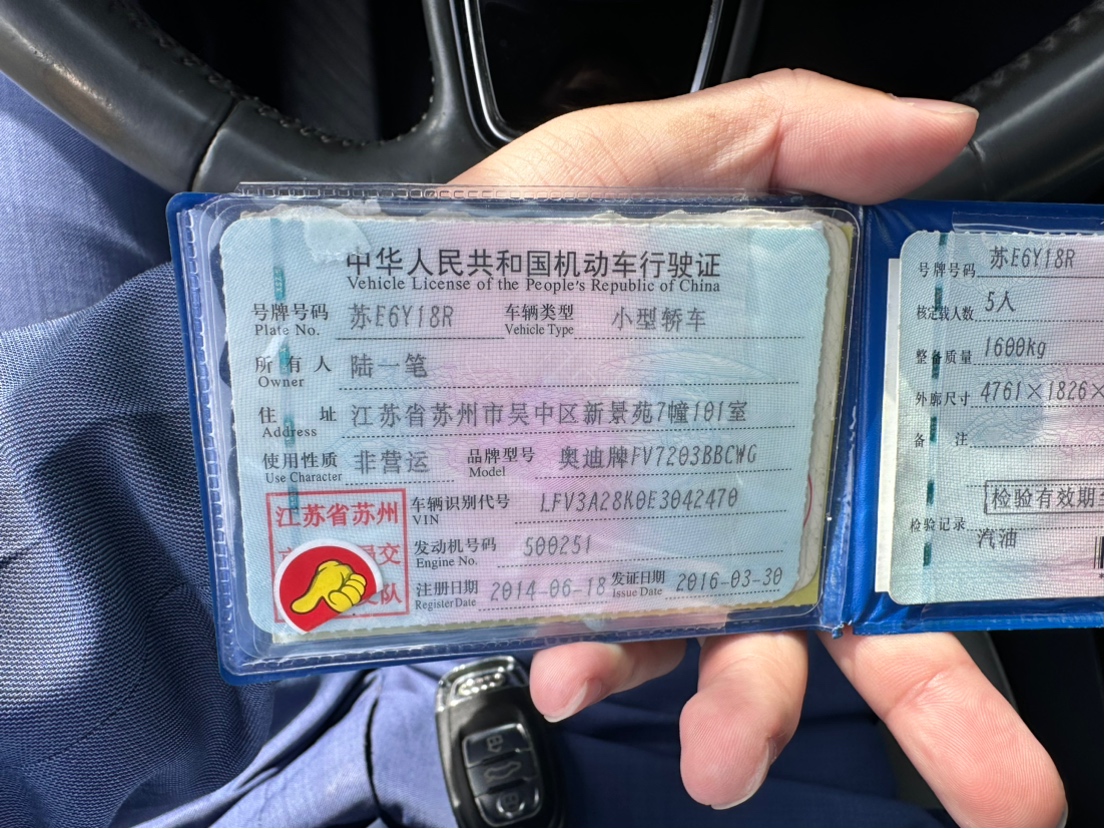 中华人民共和国机动车行驶证
Vehicle License of the People's Republic of China
号牌号码 苏E6Y18R 车辆类型 小型轿车
Plate No. Vehicle Type
所有人 陆一笔
Owner
住址 江苏省苏州市吴中区新景苑7幢101室
Address
使用性质 非营运 品牌型号 奥迪牌FV7203BBCWG
Use Character Model
江苏省苏州
交
队
车辆识别代号 LFV3A28K0E3042470
VIN
发动机号码 500251
Engine No.
注册日期 2014-06-18 发证日期 2016-03-30
Register Date Issue Date
号牌号码 苏E6Y18R
核定载人数 5人
整备质量 1600kg
外廓尺寸 4761×1826×
备注
检验有效期至
检验记录
汽油